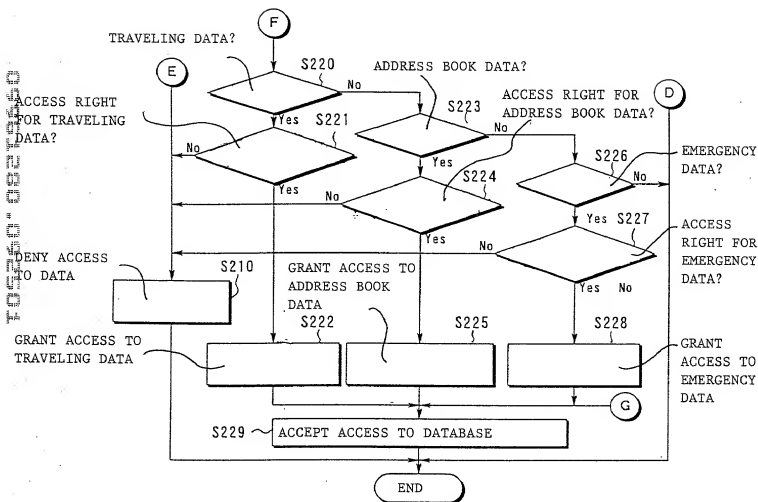 F
TRAVELING DATA?
E
S220
No
ADDRESS BOOK DATA?
D
ACCESS RIGHT
FOR TRAVELING
DATA?
Yes
S221
S223
No
ACCESS RIGHT FOR
ADDRESS BOOK DATA?
No
Yes
S224
S226
EMERGENCY
DATA?
No
Yes
No
Yes
S227
ACCESS
RIGHT FOR
EMERGENCY
DATA?
Yes
No
DENY ACCESS
TO DATA
S210
GRANT ACCESS TO
ADDRESS BOOK
DATA
Yes No
GRANT ACCESS TO
TRAVELING DATA
S222
S225
S228
GRANT
ACCESS TO
EMERGENCY
DATA
G
S229
ACCEPT ACCESS TO DATABASE
END